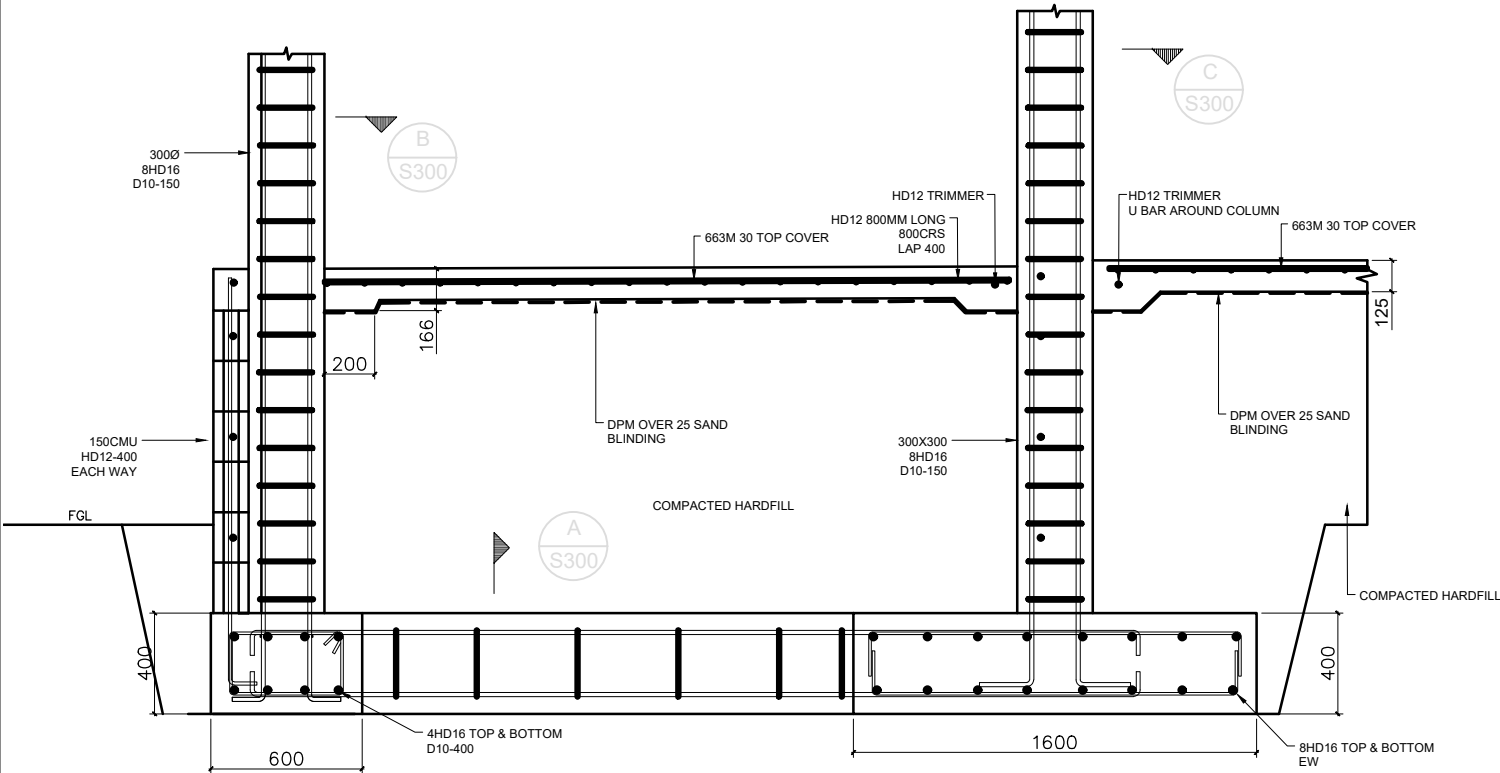 C
S300
B
S300
300Ø
8HD16
D10-150
HD12 TRIMMER
HD12 800MM LONG
800CRS
LAP 400
HD12 TRIMMER
U BAR AROUND COLUMN
663M 30 TOP COVER
663M 30 TOP COVER
166
200
125
DPM OVER 25 SAND
BLINDING
DPM OVER 25 SAND
BLINDING
150CMU
HD12-400
EACH WAY
300X300
8HD16
D10-150
COMPACTED HARDFILL
FGL
A
S300
COMPACTED HARDFILL
400
400
4HD16 TOP & BOTTOM
D10-400
600
1600
8HD16 TOP & BOTTOM
EW